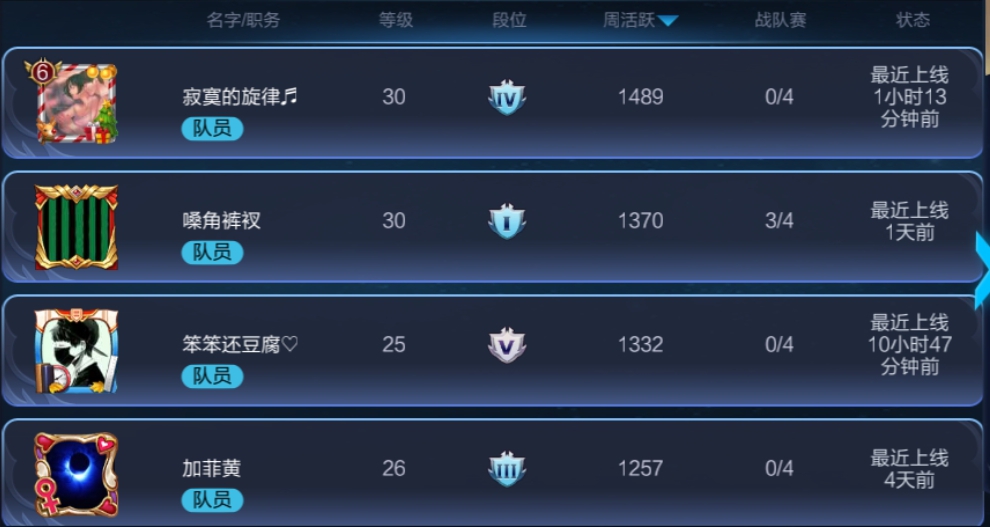 名字/职务 等级 段位 周活跃 战队赛 状态
6
寂寞的旋律♬ 30 IV 1489 0/4 最近上线
1小时13
分钟前
队员
嗓角裤衩 30 I 1370 3/4 最近上线
1天前
队员
笨笨还豆腐♡ 25 V 1332 0/4 最近上线
10小时47
分钟前
队员
加菲黄 26 III 1257 0/4 最近上线
4天前
队员